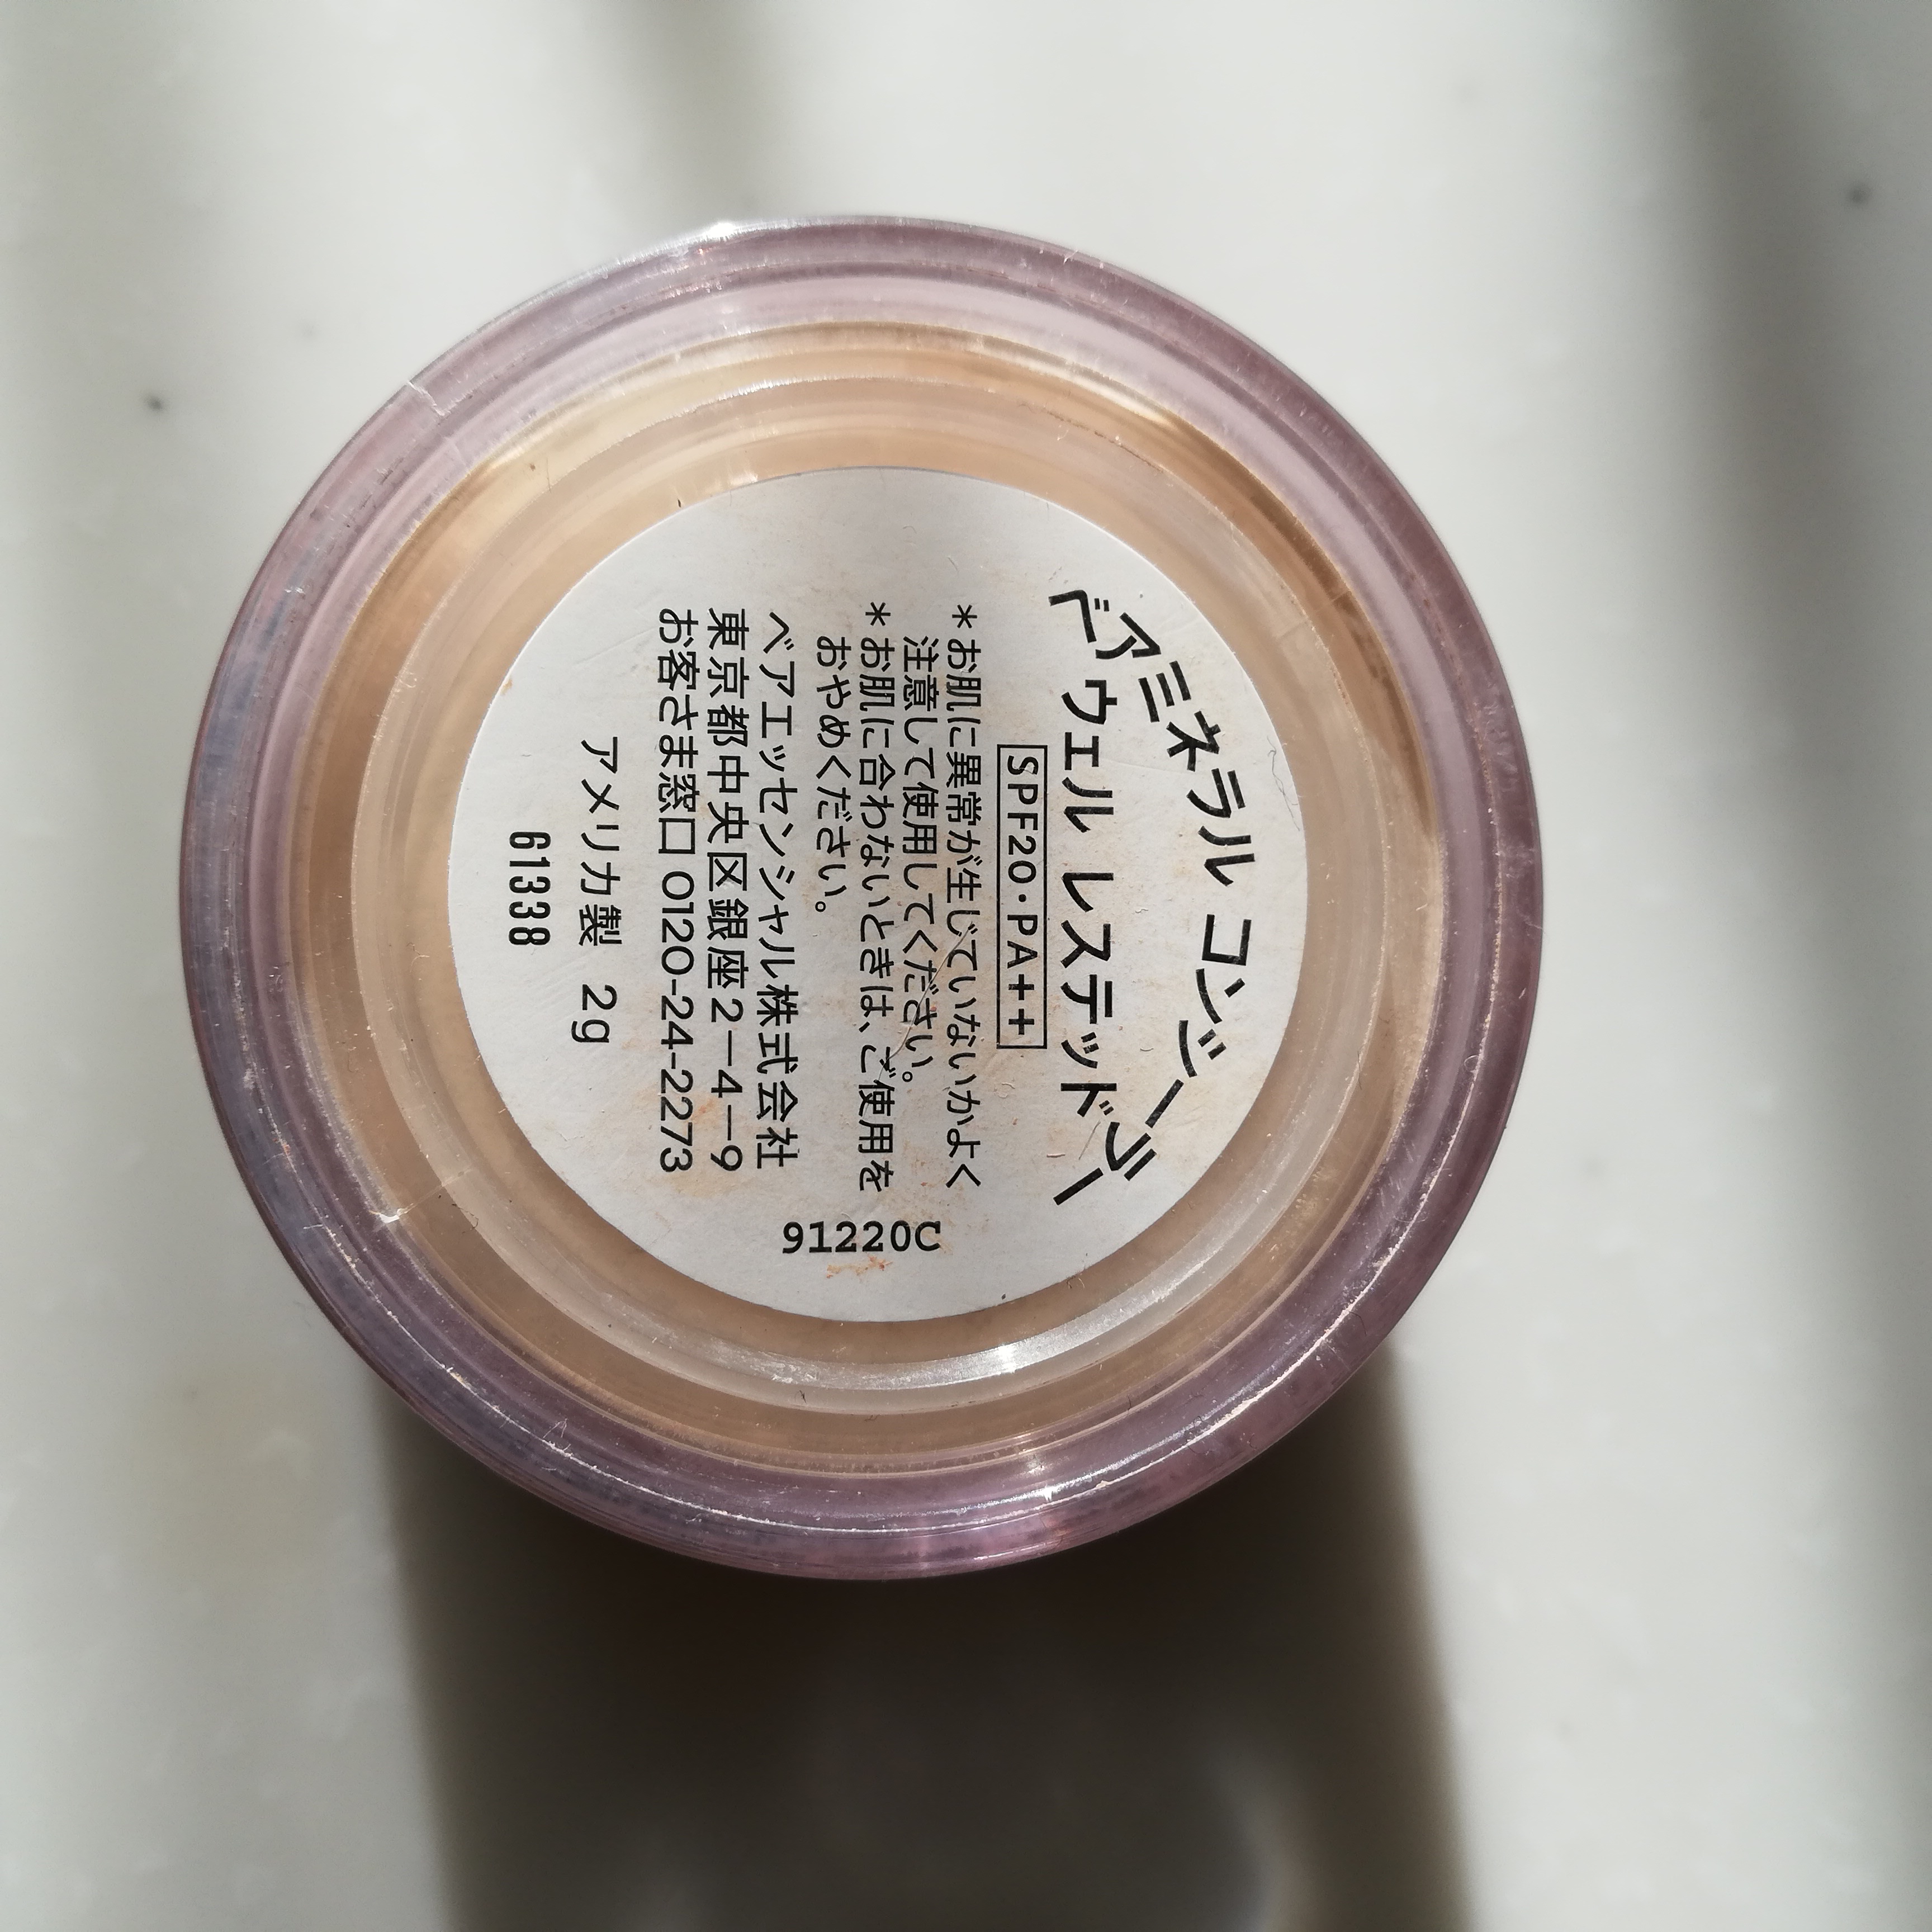 ベアミネラル コンシーラー
ウェル レステッド
SPF20・PA++
＊お肌に異常が生じていないかよく
注意して使用してください。
＊お肌に合わないときは、ご使用を
おやめください。
ベアエッセンシャル株式会社
東京都中央区銀座2−4−9
お客さま窓口 0120-24-2273
アメリカ製 2g
61338
91220C